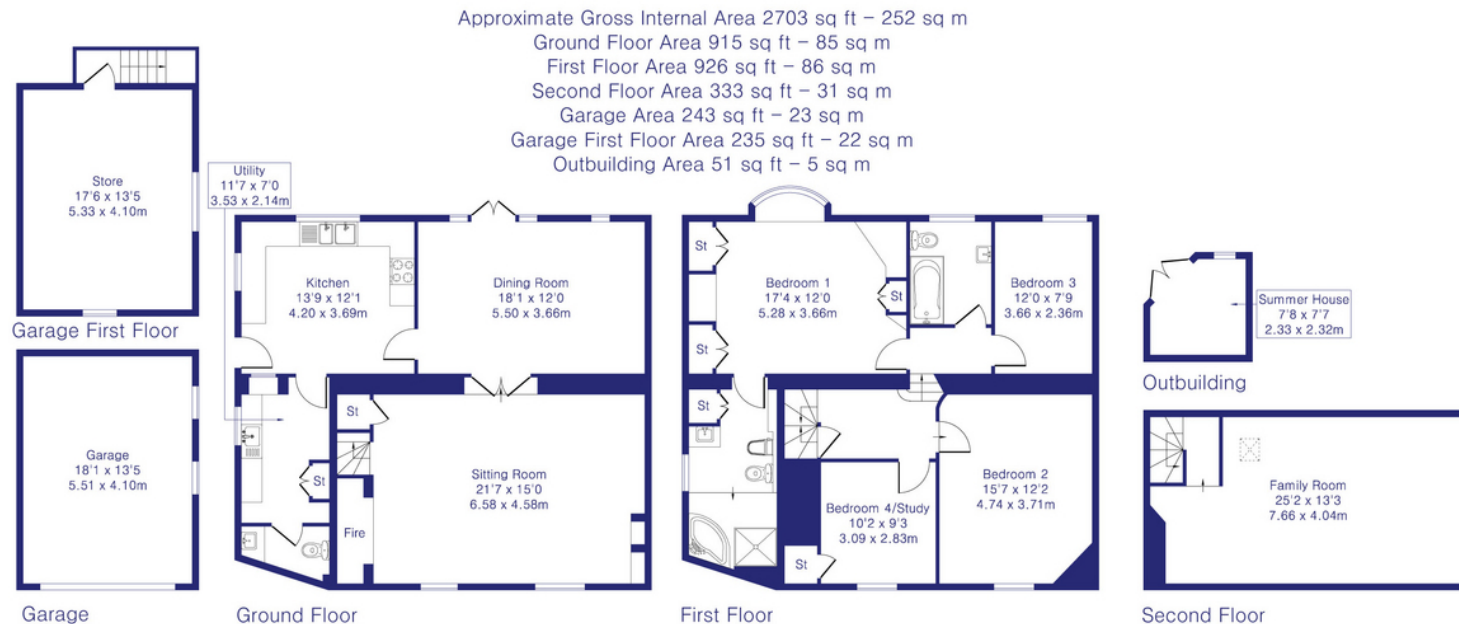 Approximate Gross Internal Area 2703 sq ft – 252 sq m
Ground Floor Area 915 sq ft – 85 sq m
First Floor Area 926 sq ft – 86 sq m
Second Floor Area 333 sq ft – 31 sq m
Garage Area 243 sq ft – 23 sq m
Garage First Floor Area 235 sq ft – 22 sq m
Outbuilding Area 51 sq ft – 5 sq m
Store
17'6 x 13'5
5.33 x 4.10m
Garage First Floor
Garage
18'1 x 13'5
5.51 x 4.10m
Garage
Utility
11'7 x 7'0
3.53 x 2.14m
Kitchen
13'9 x 12'1
4.20 x 3.69m
Dining Room
18'1 x 12'0
5.50 x 3.66m
St
St
Sitting Room
21'7 x 15'0
6.58 x 4.58m
Fire
Ground Floor
St
Bedroom 1
17'4 x 12'0
5.28 x 3.66m
St
St
Bedroom 3
12'0 x 7'9
3.66 x 2.36m
St
Bedroom 2
15'7 x 12'2
4.74 x 3.71m
Bedroom 4/Study
10'2 x 9'3
3.09 x 2.83m
St
First Floor
Summer House
7'8 x 7'7
2.33 x 2.32m
Outbuilding
Family Room
25'2 x 13'3
7.66 x 4.04m
Second Floor